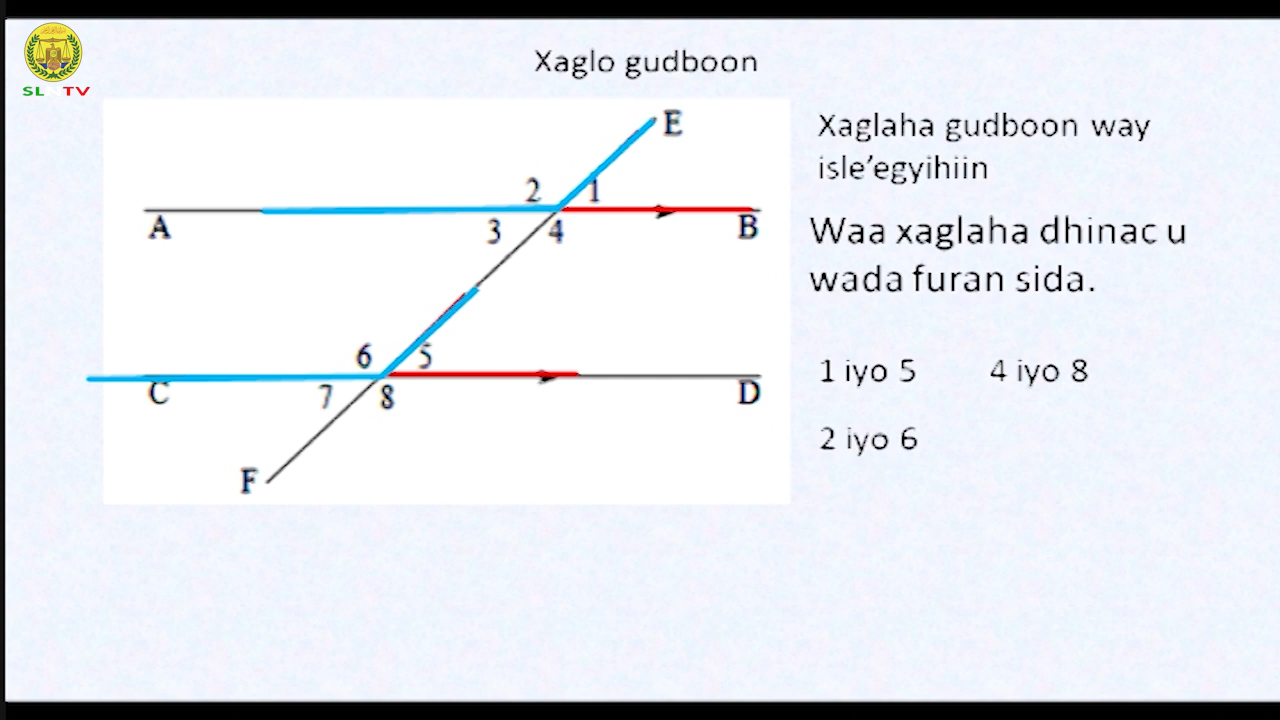 SL TV
Xaglo gudboon
Xaglaha gudboon way
isle’egyihiin
Waa xaglaha dhinac u
wada furan sida.
1 iyo 5 4 iyo 8
2 iyo 6
E
2 1
A 3 4 B
6 5
C 7 8 D
F